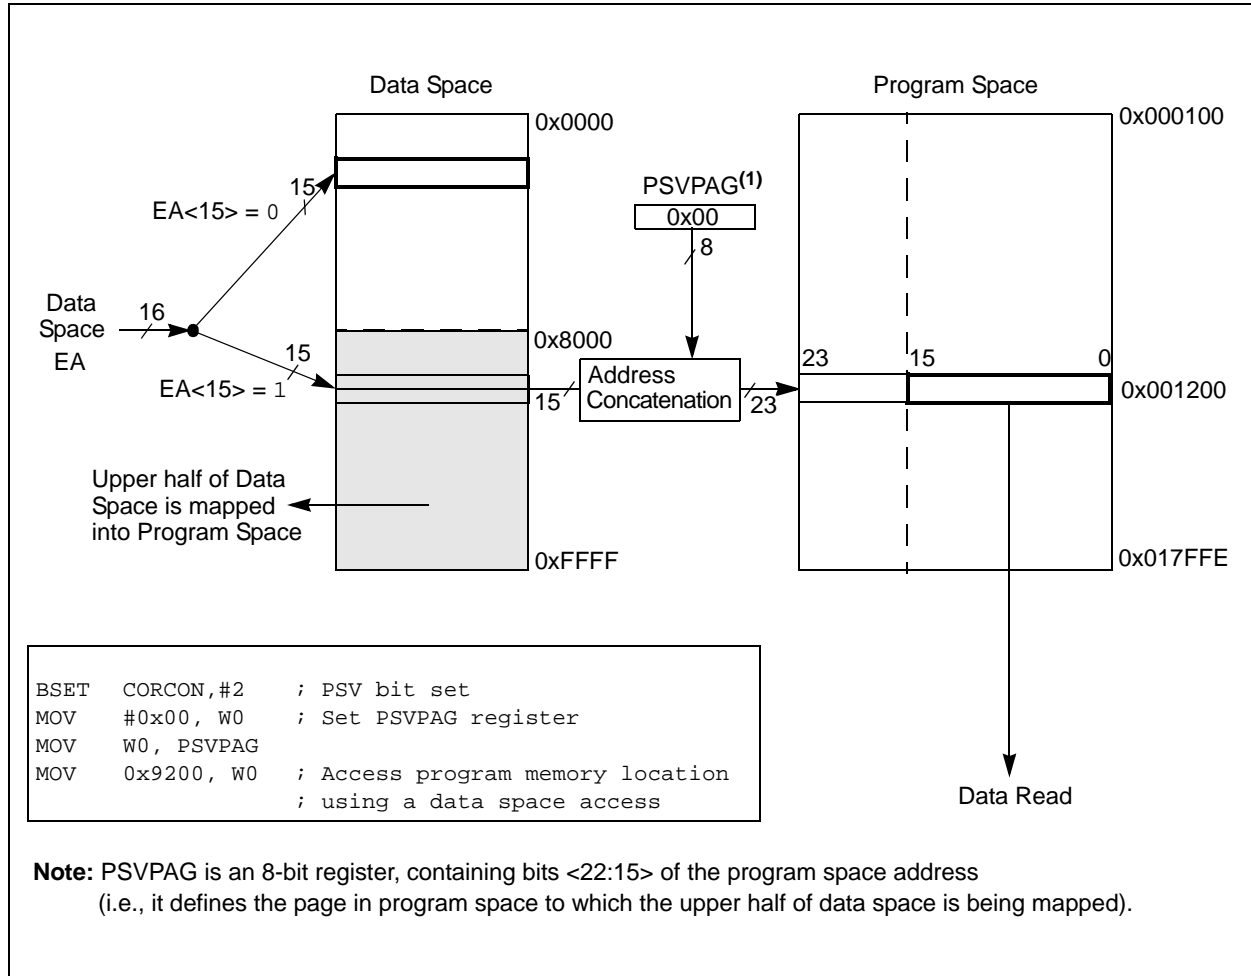 Data Space
Program Space
0x0000
0x000100
PSVPAG(1)
15
EA<15> = 0
0x00
8
Data
Space
EA
16
0x8000
15
EA<15> = 1
15
Address
Concatenation
23
23
15
0
0x001200
Upper half of Data
Space is mapped
into Program Space
0xFFFF
0x017FFE
BSET CORCON,#2 ; PSV bit set
MOV #0x00, W0 ; Set PSVPAG register
MOV W0, PSVPAG
MOV 0x9200, W0 ; Access program memory location
; using a data space access
Data Read
Note: PSVPAG is an 8-bit register, containing bits <22:15> of the program space address
(i.e., it defines the page in program space to which the upper half of data space is being mapped).